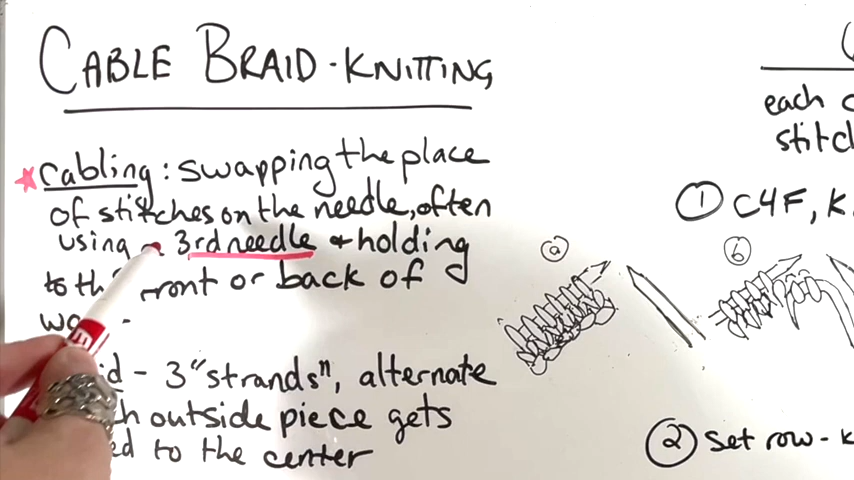 CABLE BRAID - KNITTING
cabling: swapping the place
of stitches on the needle, often
using 3rd needle & holding
to front or back of
3 "strands", alternate
outside piece gets
to the center
each
stitch
① C4F, K.
ⓐ
ⓑ
② Set row - k